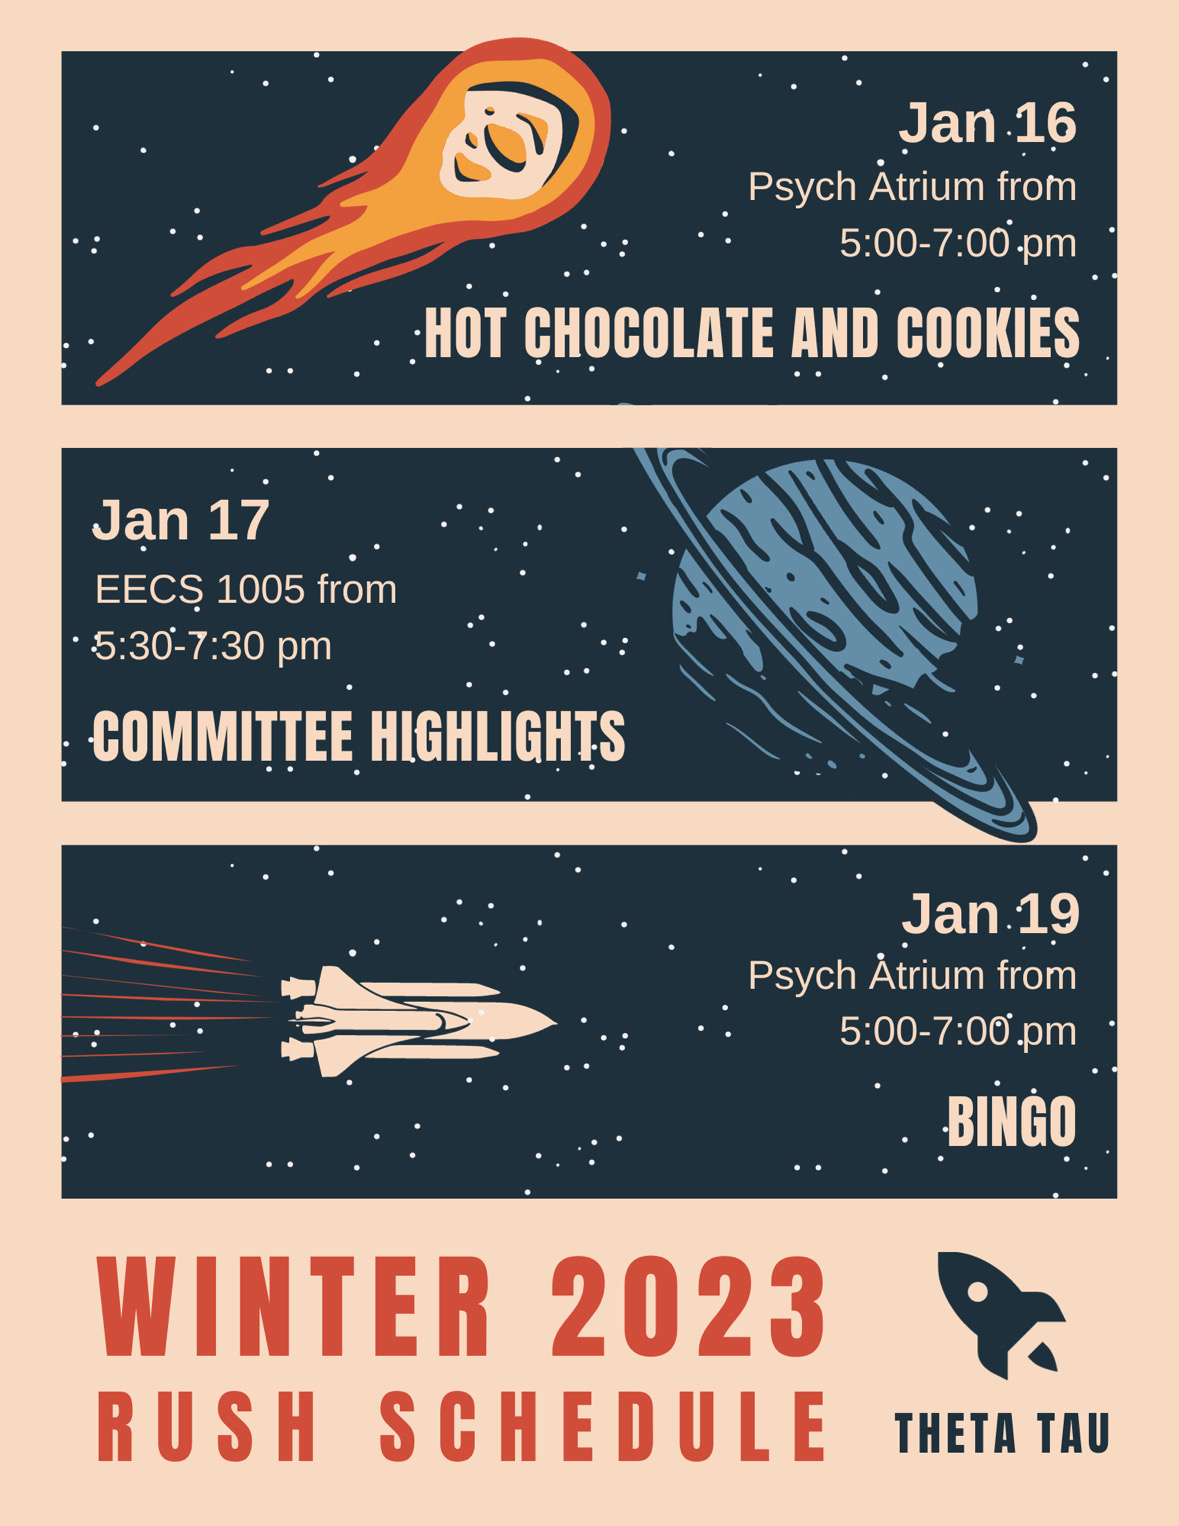 Jan 16
Psych Atrium from
5:00-7:00 pm
HOT CHOCOLATE AND COOKIES
Jan 17
EECS 1005 from
5:30-7:30 pm
COMMITTEE HIGHLIGHTS
Jan 19
Psych Atrium from
5:00-7:00 pm
BINGO
WINTER 2023
RUSH SCHEDULE
THETA TAU